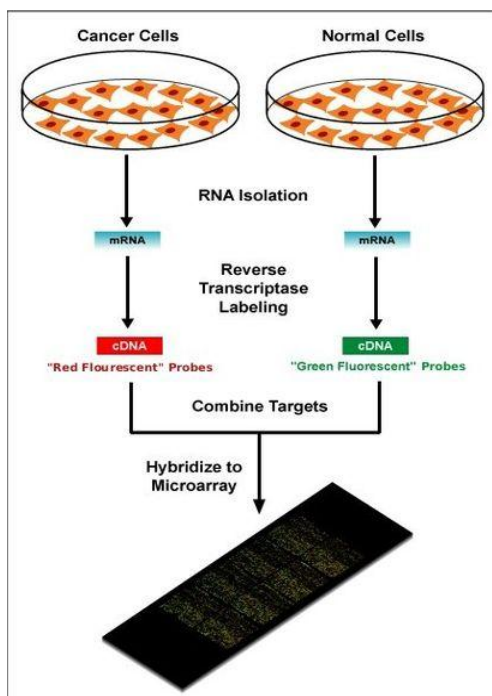 Cancer Cells
Normal Cells
RNA Isolation
mRNA
mRNA
Reverse
Transcriptase
Labeling
cDNA
cDNA
"Red Flourescent" Probes
"Green Fluorescent" Probes
Combine Targets
Hybridize to
Microarray